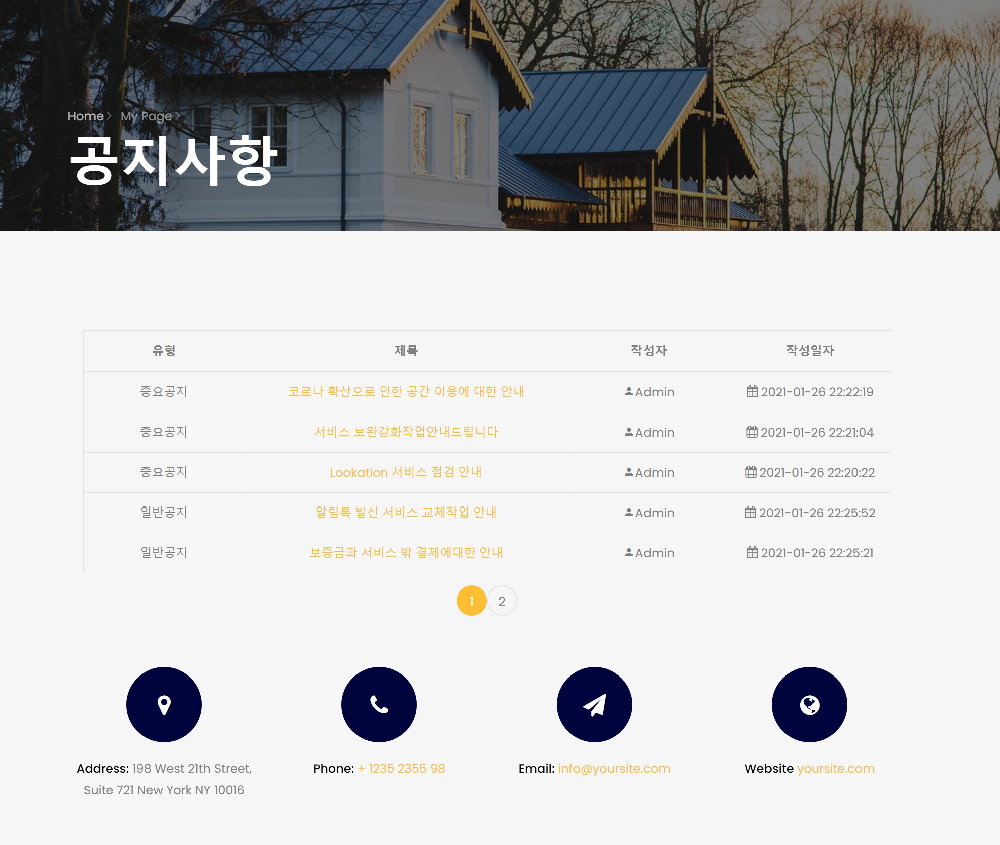 Home My Page
공지사항
유형 제목 작성자 작성일자
중요공지 코로나 확산으로 인한 공간 이용에 대한 안내 Admin 2021-01-26 22:22:19
중요공지 서비스 보완강화작업안내드립니다 Admin 2021-01-26 22:21:04
중요공지 Lookation 서비스 점검 안내 Admin 2021-01-26 22:20:22
일반공지 알림톡 발신 서비스 교체작업 안내 Admin 2021-01-26 22:25:52
일반공지 보증금과 서비스 밖 결제에대한 안내 Admin 2021-01-26 22:25:21
1 2
Address: 198 West 21th Street,
Suite 721 New York NY 10016
Phone: + 1235 2355 98
Email: info@yoursite.com
Website yoursite.com